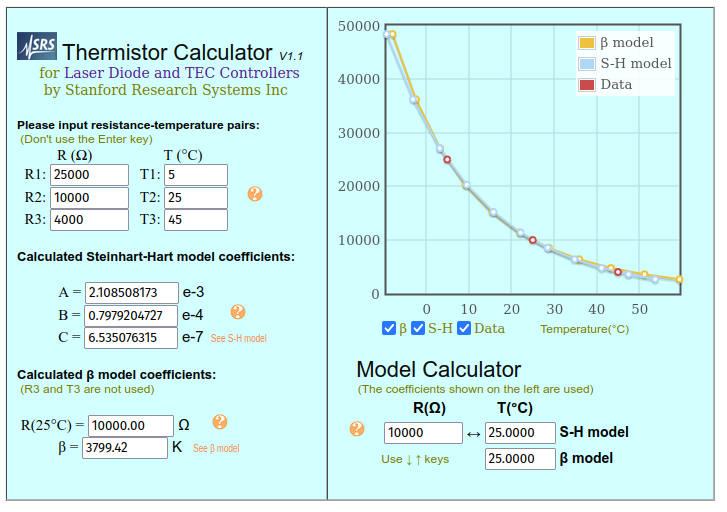 SRS Thermistor Calculator V1.1
for Laser Diode and TEC Controllers
by Stanford Research Systems Inc
Please input resistance-temperature pairs:
(Don't use the Enter key)
R (Ω) T (°C)
R1: 25000 T1: 5
R2: 10000 T2: 25 ?
R3: 4000 T3: 45
Calculated Steinhart-Hart model coefficients:
A = 2.108508173 e-3
B = 0.7979204727 e-4 ?
C = 6.535076315 e-7 See S-H model
Calculated β model coefficients:
(R3 and T3 are not used)
R(25°C) = 10000.00 Ω ?
β = 3799.42 K See β model
50000
40000
30000
20000
10000
0
β model
S-H model
Data
0 10 20 30 40 50
β S-H Data Temperature(°C)
Model Calculator
(The coefficients shown on the left are used)
R(Ω) T(°C)
? 10000 ↔ 25.0000 S-H model
Use ↓↑ keys 25.0000 β model